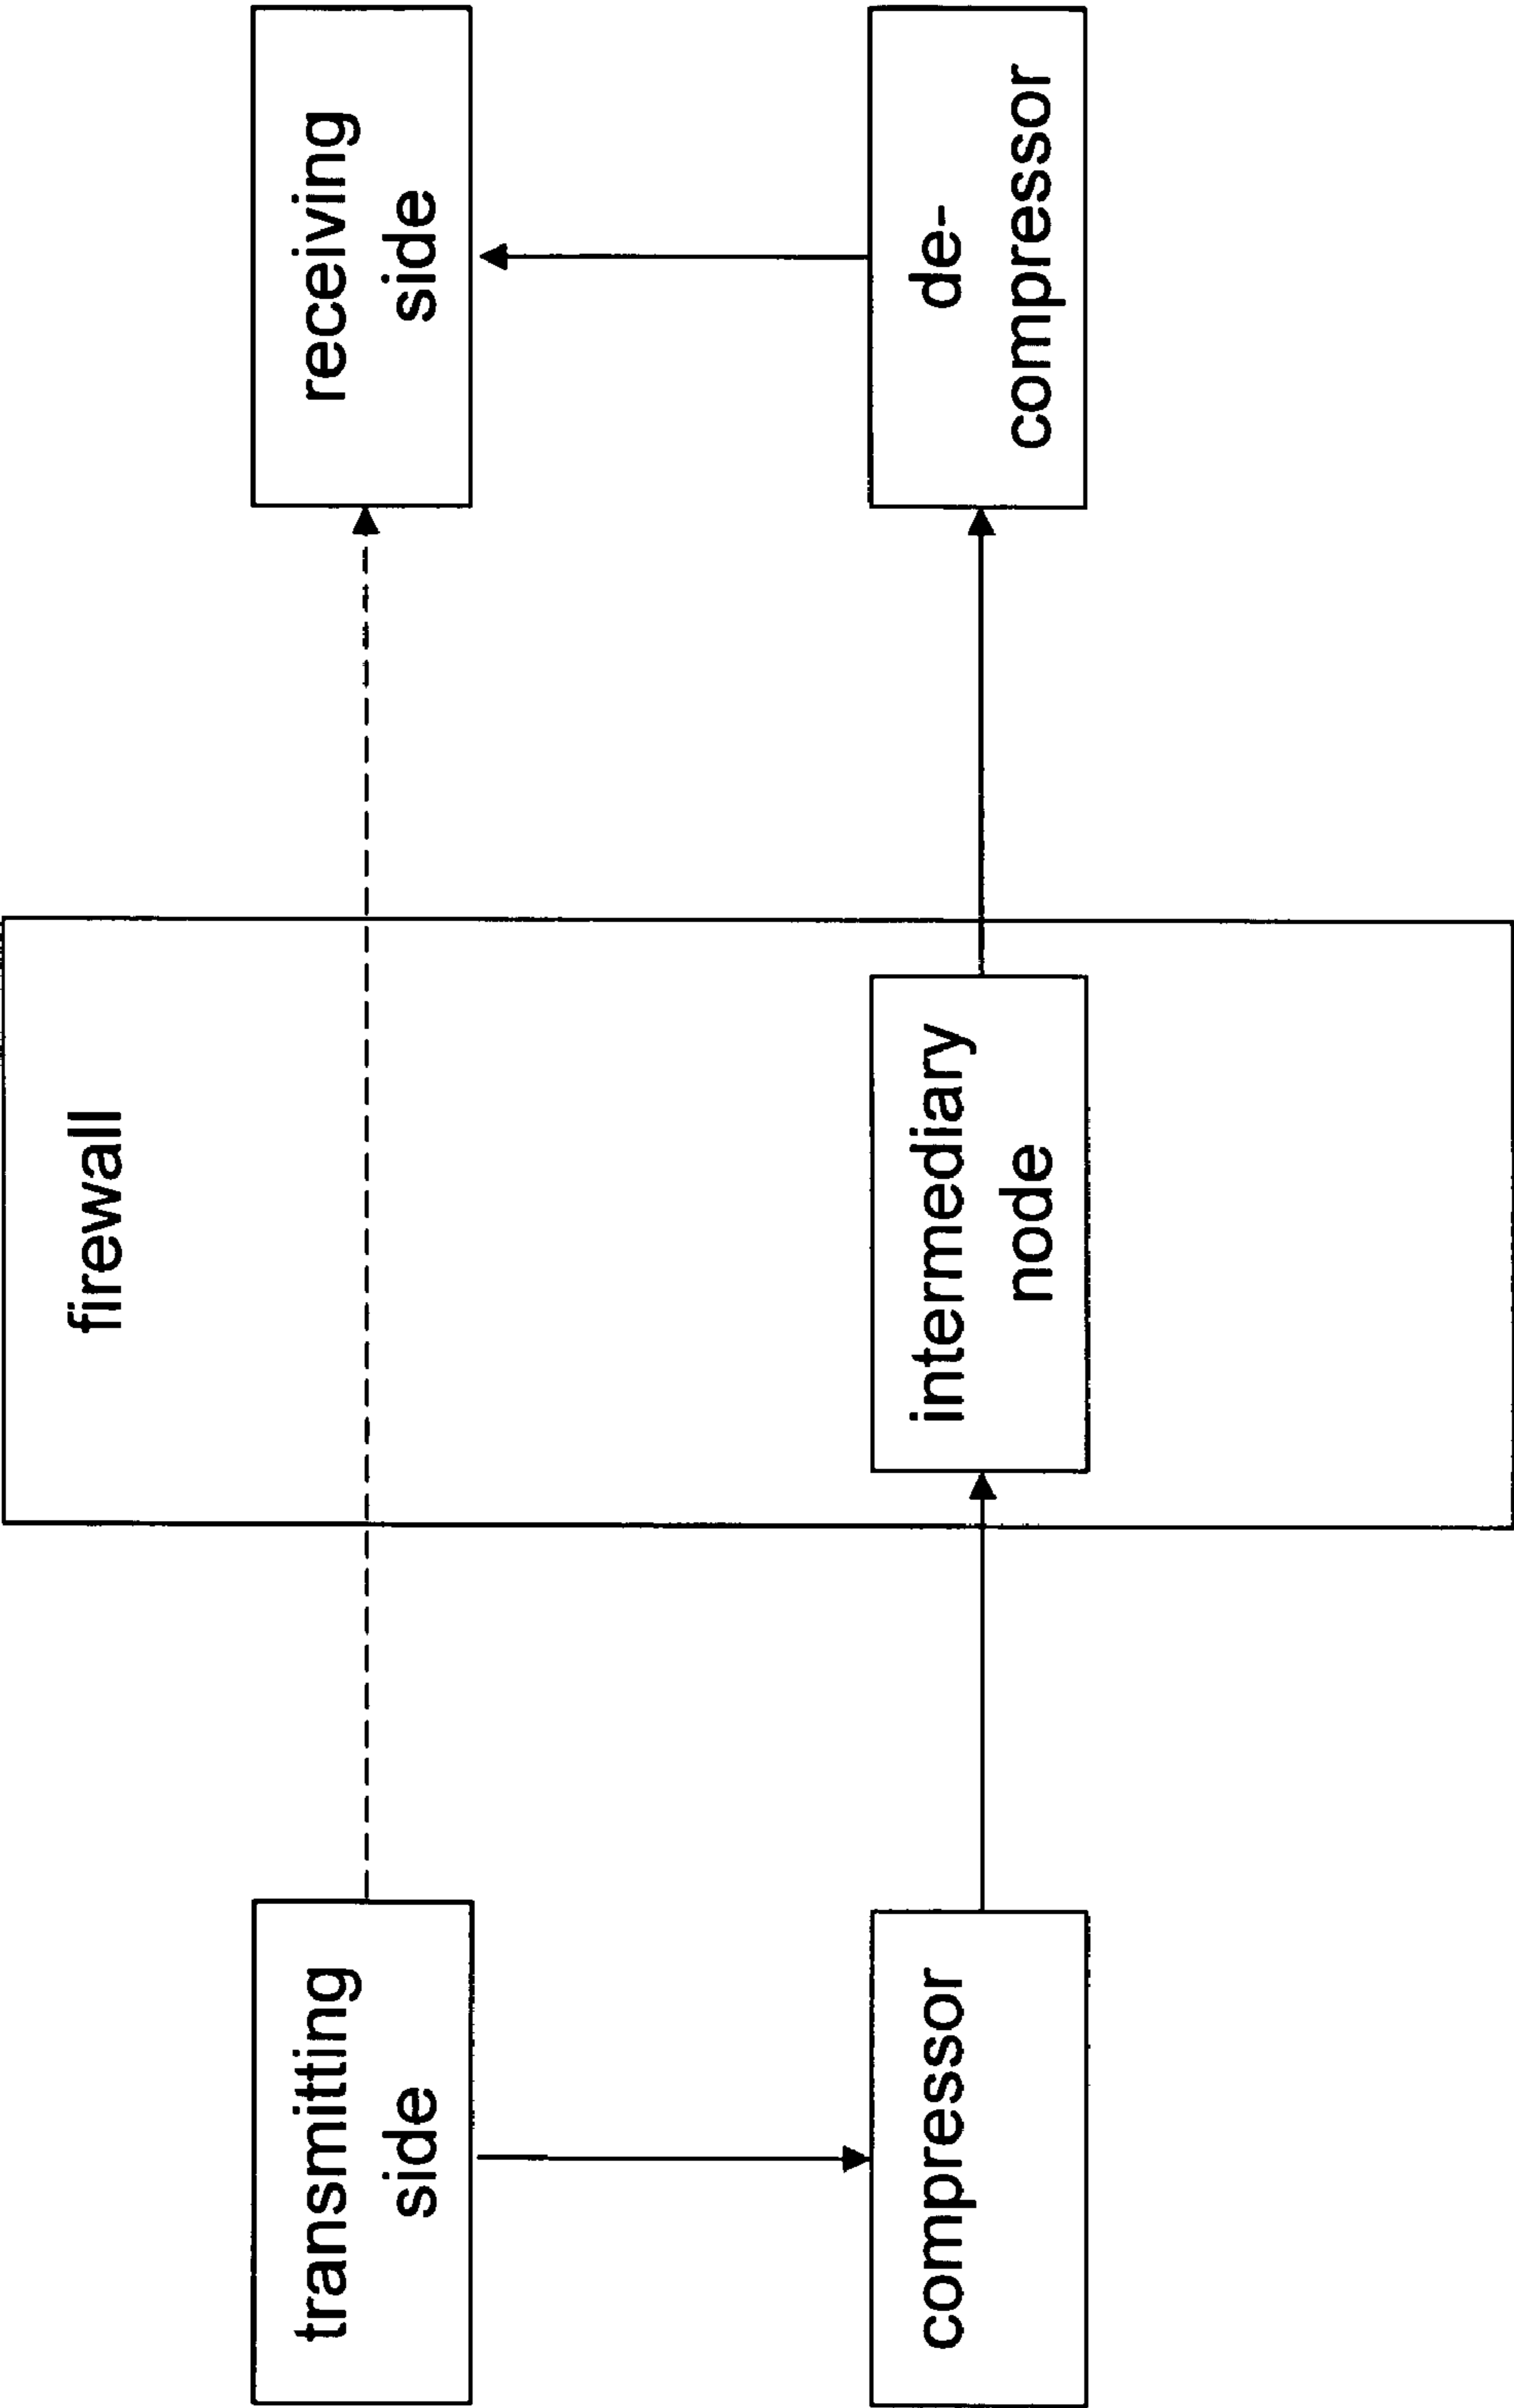 firewall
transmitting
side
receiving
side
compressor
intermediary
node
de-
compressor